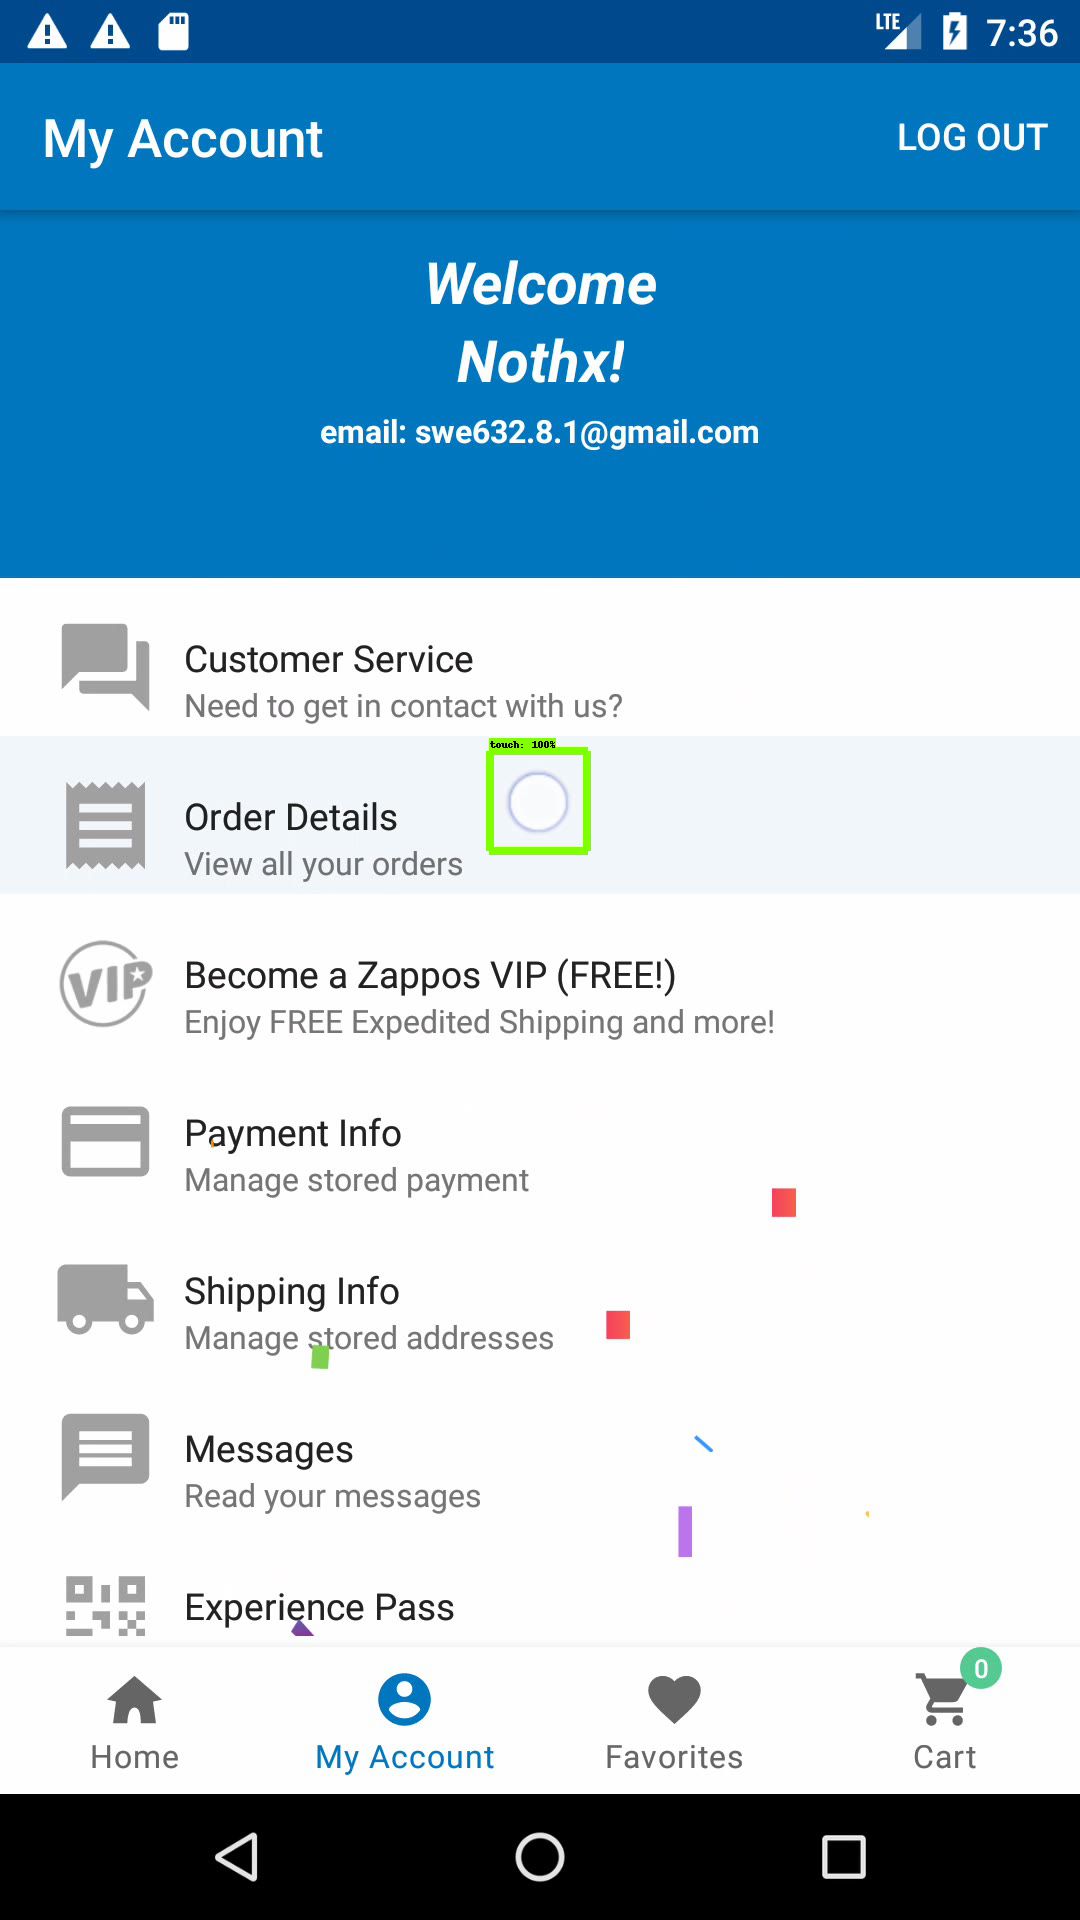 LTE 7:36
My Account LOG OUT
Welcome
Nothx!
email: swe632.8.1@gmail.com
Customer Service
Need to get in contact with us?
touch: 100%
Order Details
View all your orders
VIP
Become a Zappos VIP (FREE!)
Enjoy FREE Expedited Shipping and more!
Payment Info
Manage stored payment
Shipping Info
Manage stored addresses
Messages
Read your messages
Experience Pass
0
Home My Account Favorites Cart